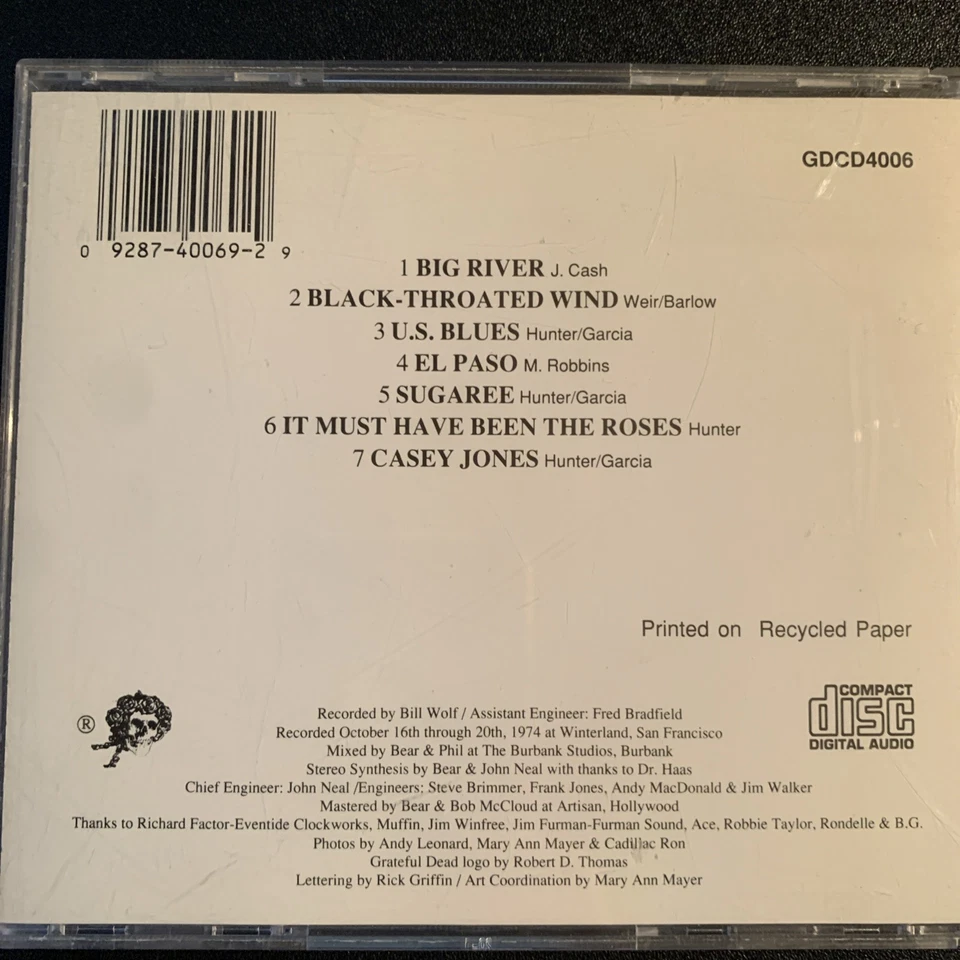 0 9287-40069-2 9
GDCD4006
1 BIG RIVER J. Cash
2 BLACK-THROATED WIND Weir/Barlow
3 U.S. BLUES Hunter/Garcia
4 EL PASO M. Robbins
5 SUGAREE Hunter/Garcia
6 IT MUST HAVE BEEN THE ROSES Hunter
7 CASEY JONES Hunter/Garcia
Printed on Recycled Paper
®
COMPACT
disc
DIGITAL AUDIO
Recorded by Bill Wolf / Assistant Engineer: Fred Bradfield
Recorded October 16th through 20th, 1974 at Winterland, San Francisco
Mixed by Bear & Phil at The Burbank Studios, Burbank
Stereo Synthesis by Bear & John Neal with thanks to Dr. Haas
Chief Engineer: John Neal /Engineers: Steve Brimmer, Frank Jones, Andy MacDonald & Jim Walker
Mastered by Bear & Bob McCloud at Artisan, Hollywood
Thanks to Richard Factor-Eventide Clockworks, Muffin, Jim Winfree, Jim Furman-Furman Sound, Ace, Robbie Taylor, Rondelle & B.G.
Photos by Andy Leonard, Mary Ann Mayer & Cadillac Ron
Grateful Dead logo by Robert D. Thomas
Lettering by Rick Griffin / Art Coordination by Mary Ann Mayer